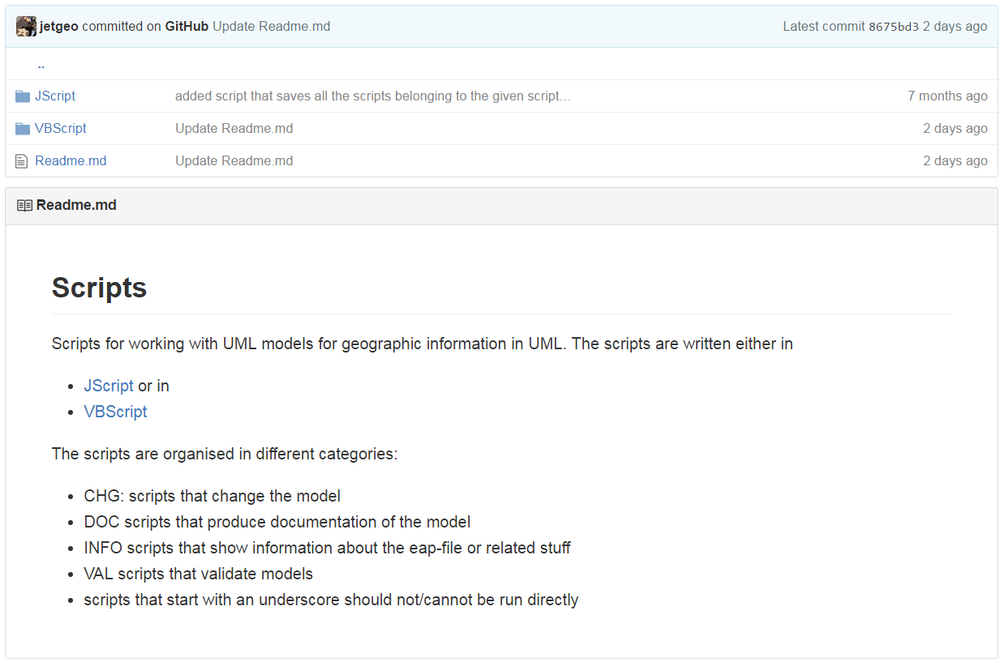 jetgeo committed on GitHub Update Readme.md Latest commit 8675bd3 2 days ago
..
JScript added script that saves all the scripts belonging to the given script… 7 months ago
VBScript Update Readme.md 2 days ago
Readme.md Update Readme.md 2 days ago
Readme.md
Scripts
Scripts for working with UML models for geographic information in UML. The scripts are written either in
• JScript or in
• VBScript
The scripts are organised in different categories:
• CHG: scripts that change the model
• DOC scripts that produce documentation of the model
• INFO scripts that show information about the eap-file or related stuff
• VAL scripts that validate models
• scripts that start with an underscore should not/cannot be run directly